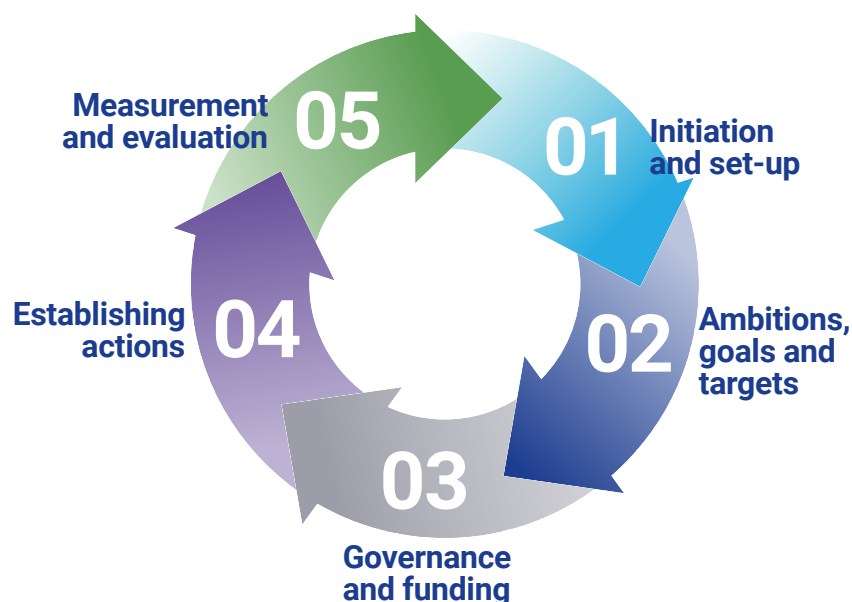 01
Initiation
and set-up
02
Ambitions,
goals and
targets
03
Governance
and funding
04
Establishing
actions
05
Measurement
and evaluation